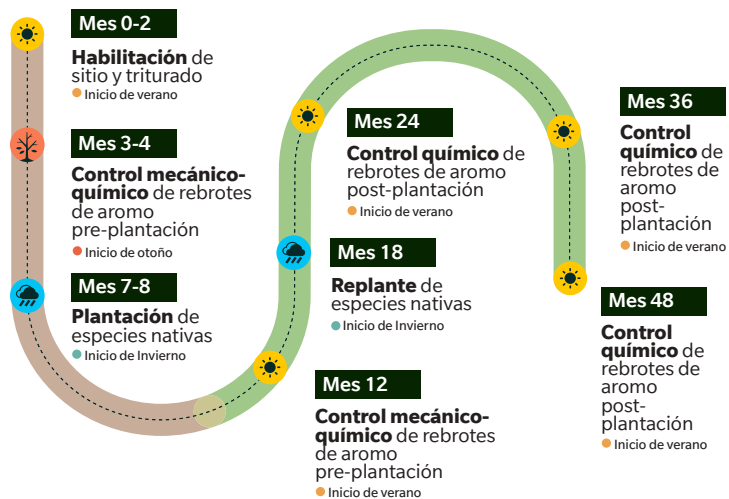 Mes 0-2
Habilitación de
sitio y triturado
Inicio de verano
Mes 3-4
Control mecánico-
químico de rebrotes
de aromo
pre-plantación
Inicio de otoño
Mes 7-8
Plantación de
especies nativas
Inicio de Invierno
Mes 12
Control mecánico-
químico de rebrotes
de aromo
pre-plantación
Inicio de verano
Mes 18
Replante de
especies nativas
Inicio de Invierno
Mes 24
Control químico de
rebrotes de aromo
post-plantación
Inicio de verano
Mes 36
Control
químico de
rebrotes de
aromo
post-
plantación
Inicio de verano
Mes 48
Control
químico de
rebrotes de
aromo
post-
plantación
Inicio de verano